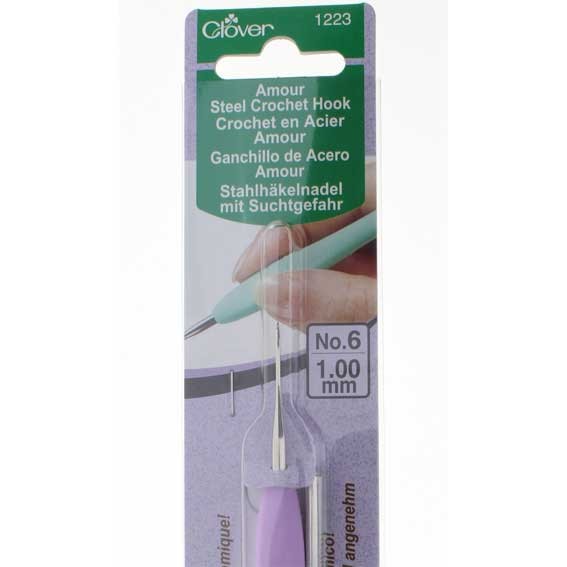 Clover 1223
Amour
Steel Crochet Hook
Crochet en Acier
Amour
Ganchillo de Acero
Amour
Stahlhäkelnadel
mit Suchtgefahr
No.6
1.00
mm
angenehm